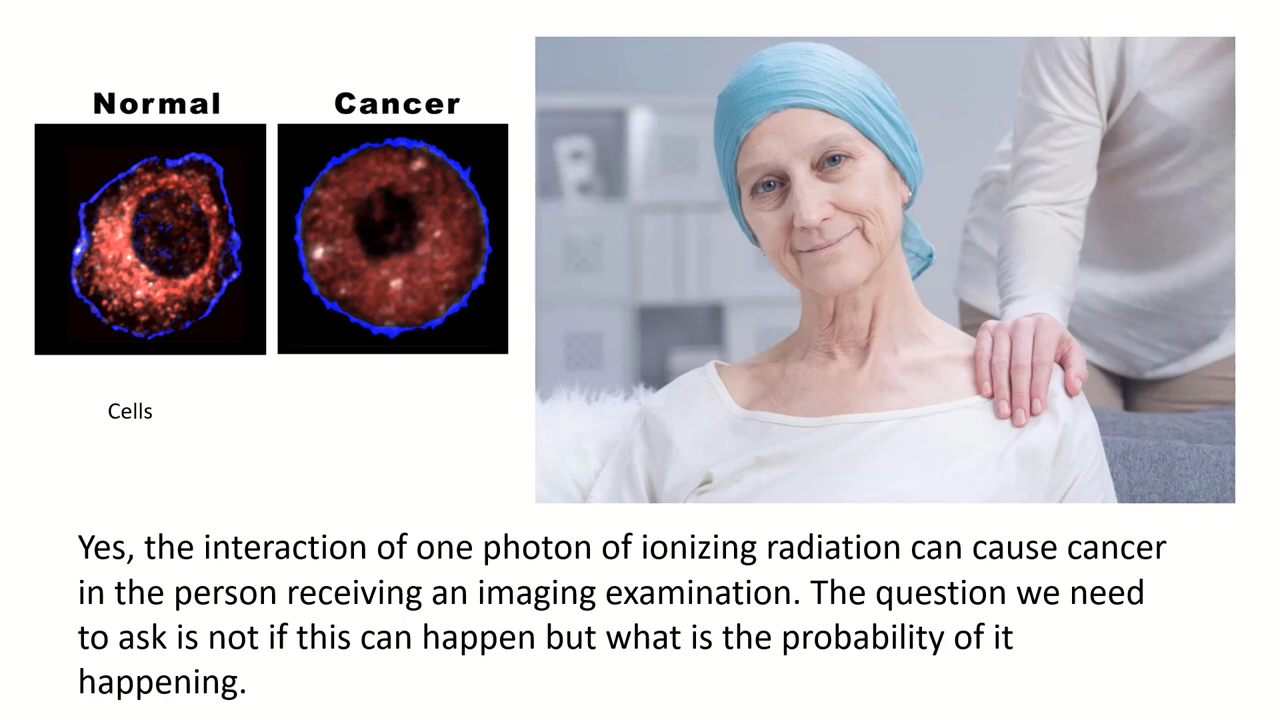 Normal
Cancer
Cells
Yes, the interaction of one photon of ionizing radiation can cause cancer
in the person receiving an imaging examination. The question we need
to ask is not if this can happen but what is the probability of it
happening.